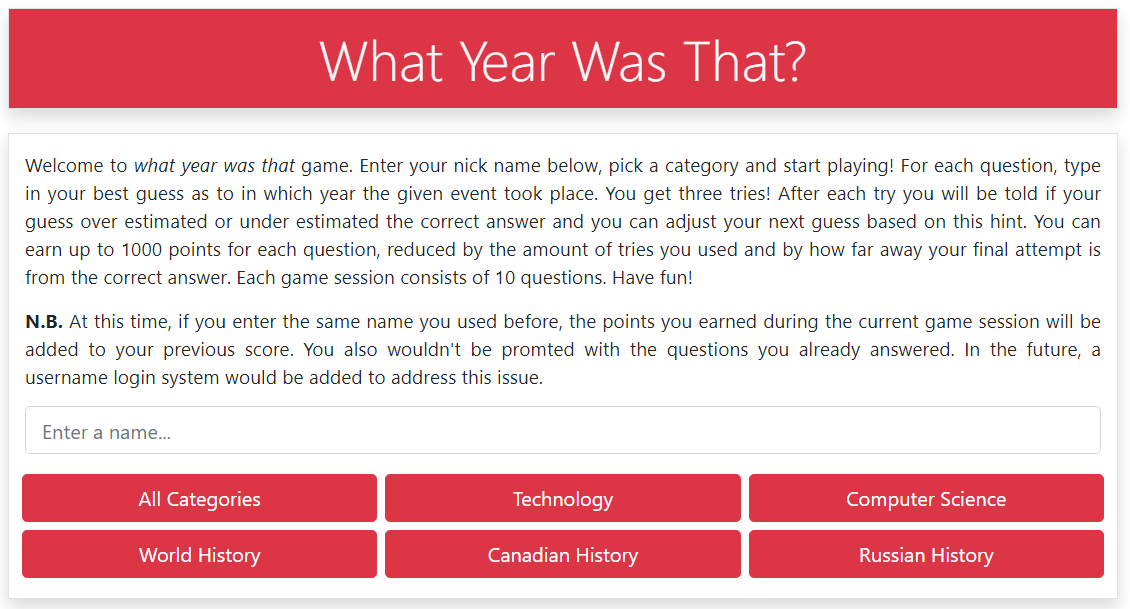 What Year Was That?
Welcome to what year was that game. Enter your nick name below, pick a category and start playing! For each question, type
in your best guess as to in which year the given event took place. You get three tries! After each try you will be told if your
guess over estimated or under estimated the correct answer and you can adjust your next guess based on this hint. You can
earn up to 1000 points for each question, reduced by the amount of tries you used and by how far away your final attempt is
from the correct answer. Each game session consists of 10 questions. Have fun!
N.B. At this time, if you enter the same name you used before, the points you earned during the current game session will be
added to your previous score. You also wouldn't be promted with the questions you already answered. In the future, a
username login system would be added to address this issue.
Enter a name...
All Categories
Technology
Computer Science
World History
Canadian History
Russian History